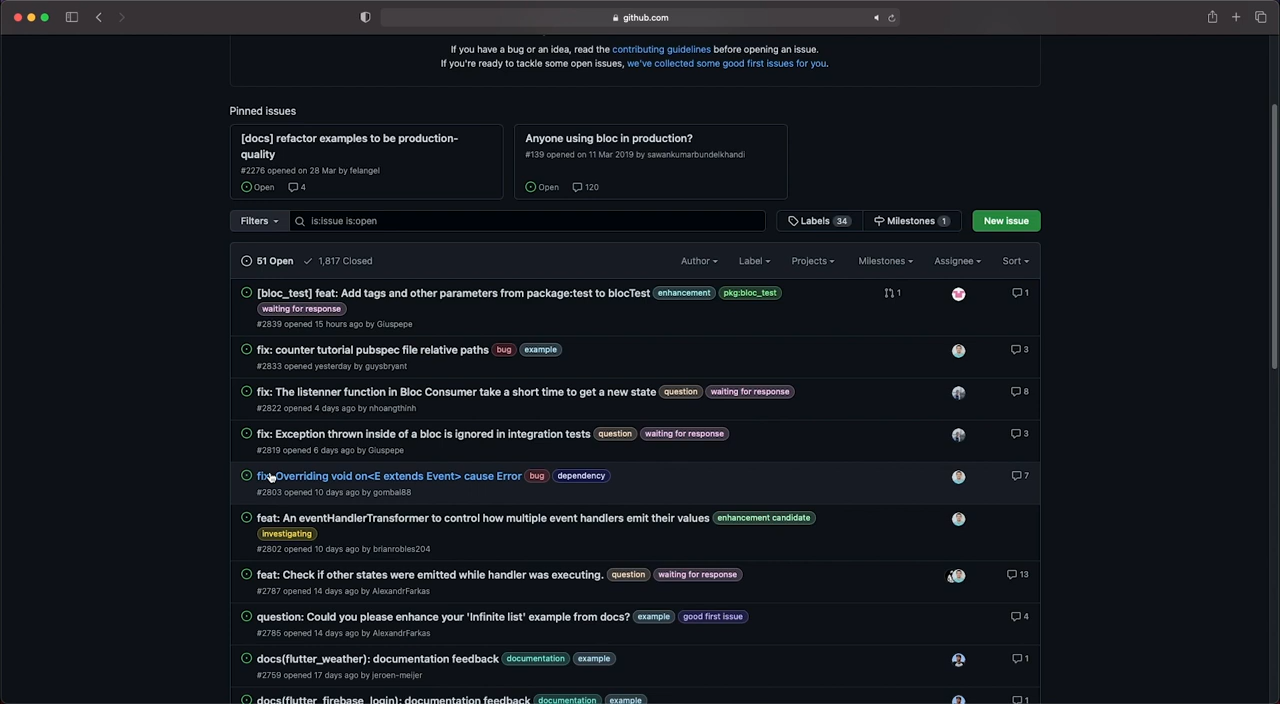 github.com
If you have a bug or an idea, read the contributing guidelines before opening an issue.
If you're ready to tackle some open issues, we've collected some good first issues for you.
Pinned issues
[docs] refactor examples to be production-
quality
#2276 opened on 28 Mar by felangel
Open 4
Anyone using bloc in production?
#139 opened on 11 Mar 2019 by sawankumarbundelkhandi
Open 120
Filters is:issue is:open Labels 34 Milestones 1 New issue
51 Open 1,817 Closed Author Label Projects Milestones Assignee Sort
[bloc_test] feat: Add tags and other parameters from package:test to blocTest enhancement pkg:bloc_test 1 1
waiting for response
#2839 opened 15 hours ago by Giuspepe
fix: counter tutorial pubspec file relative paths bug example 3
#2833 opened yesterday by guysbryant
fix: The listenner function in Bloc Consumer take a short time to get a new state question waiting for response 8
#2822 opened 4 days ago by nhoangthinh
fix: Exception thrown inside of a bloc is ignored in integration tests question waiting for response 3
#2819 opened 6 days ago by Giuspepe
fix: Overriding void on<E extends Event> cause Error bug dependency 7
#2803 opened 10 days ago by gombal88
feat: An eventHandlerTransformer to control how multiple event handlers emit their values enhancement candidate
investigating
#2802 opened 10 days ago by brianrobles204
feat: Check if other states were emitted while handler was executing. question waiting for response 13
#2787 opened 14 days ago by AlexandrFarkas
question: Could you please enhance your 'Infinite list' example from docs? example good first issue 4
#2785 opened 14 days ago by AlexandrFarkas
docs(flutter_weather): documentation feedback documentation example 1
#2759 opened 17 days ago by jeroen-meijer
docs(flutter_firebase_login): documentation feedback documentation example 1